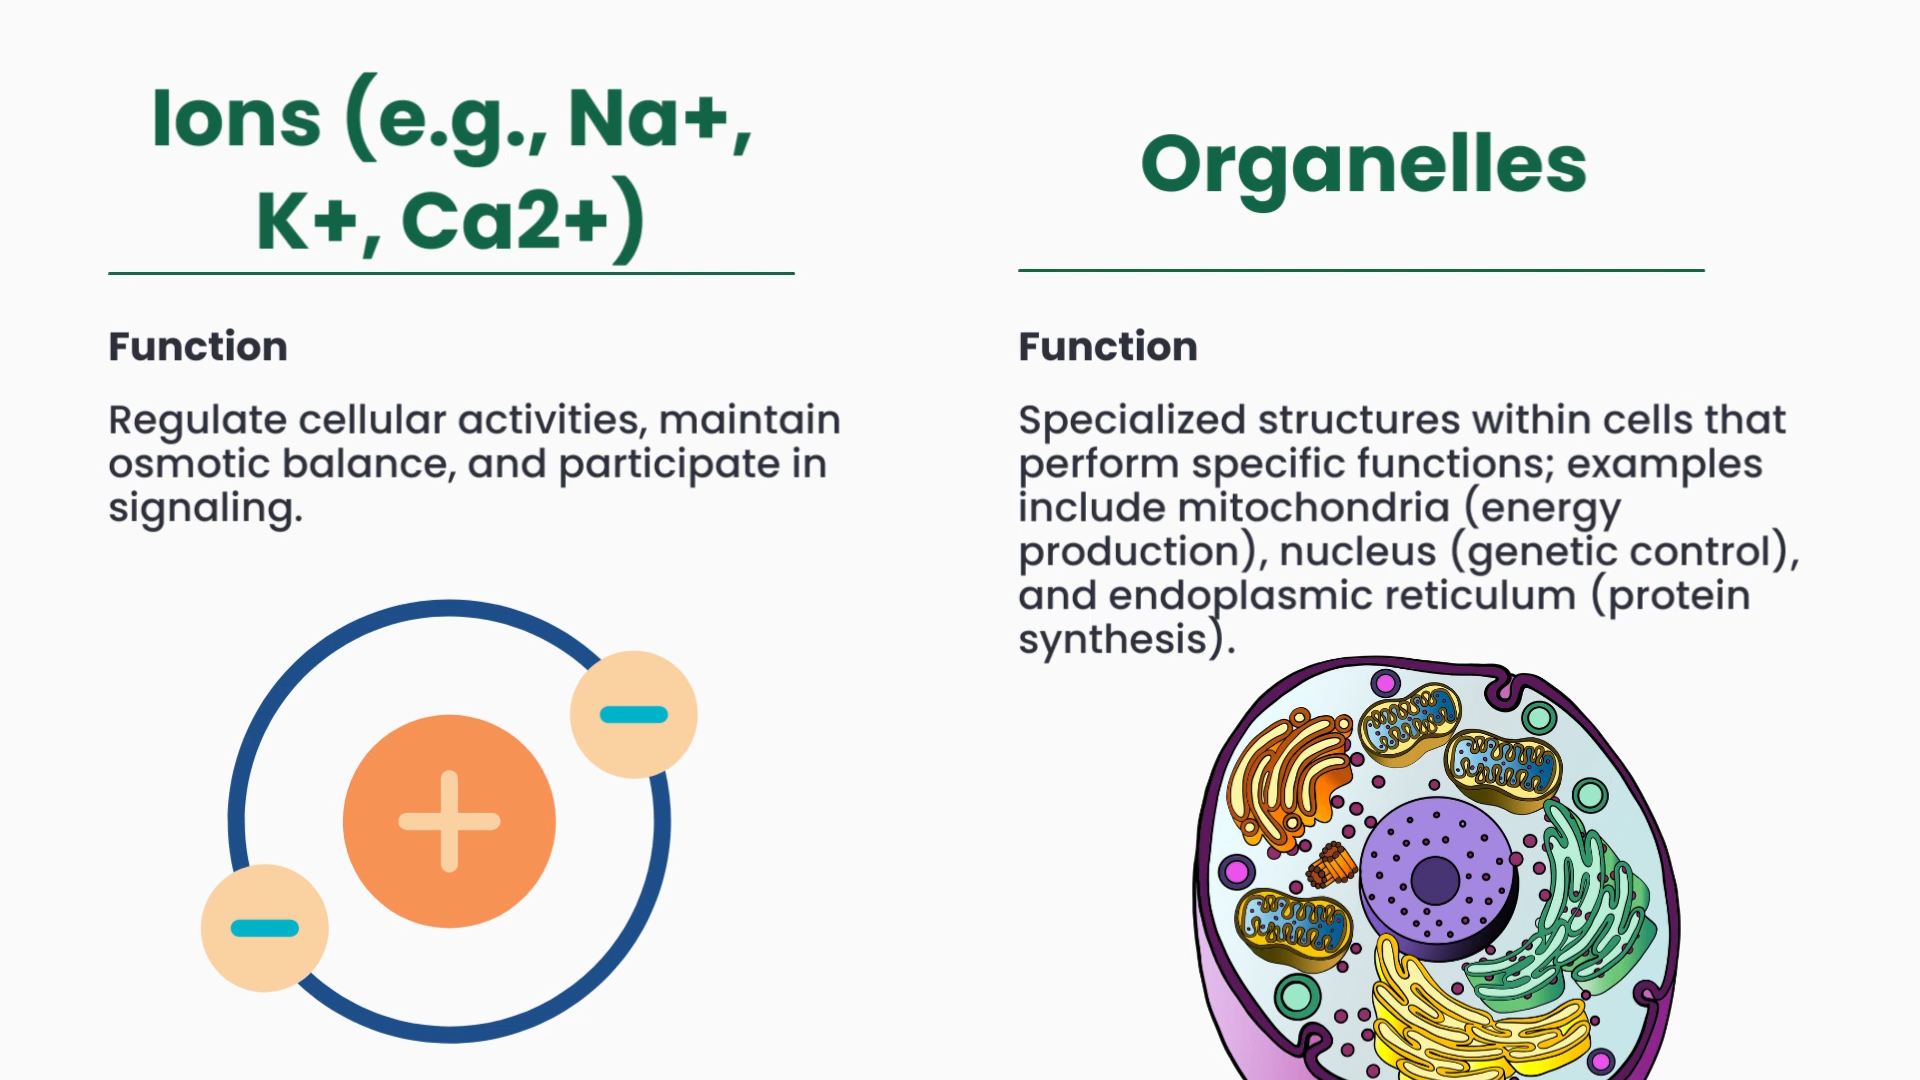 Ions (e.g., Na+,
K+, Ca2+)
Function
Regulate cellular activities, maintain
osmotic balance, and participate in
signaling.
Organelles
Function
Specialized structures within cells that
perform specific functions; examples
include mitochondria (energy
production), nucleus (genetic control),
and endoplasmic reticulum (protein
synthesis).